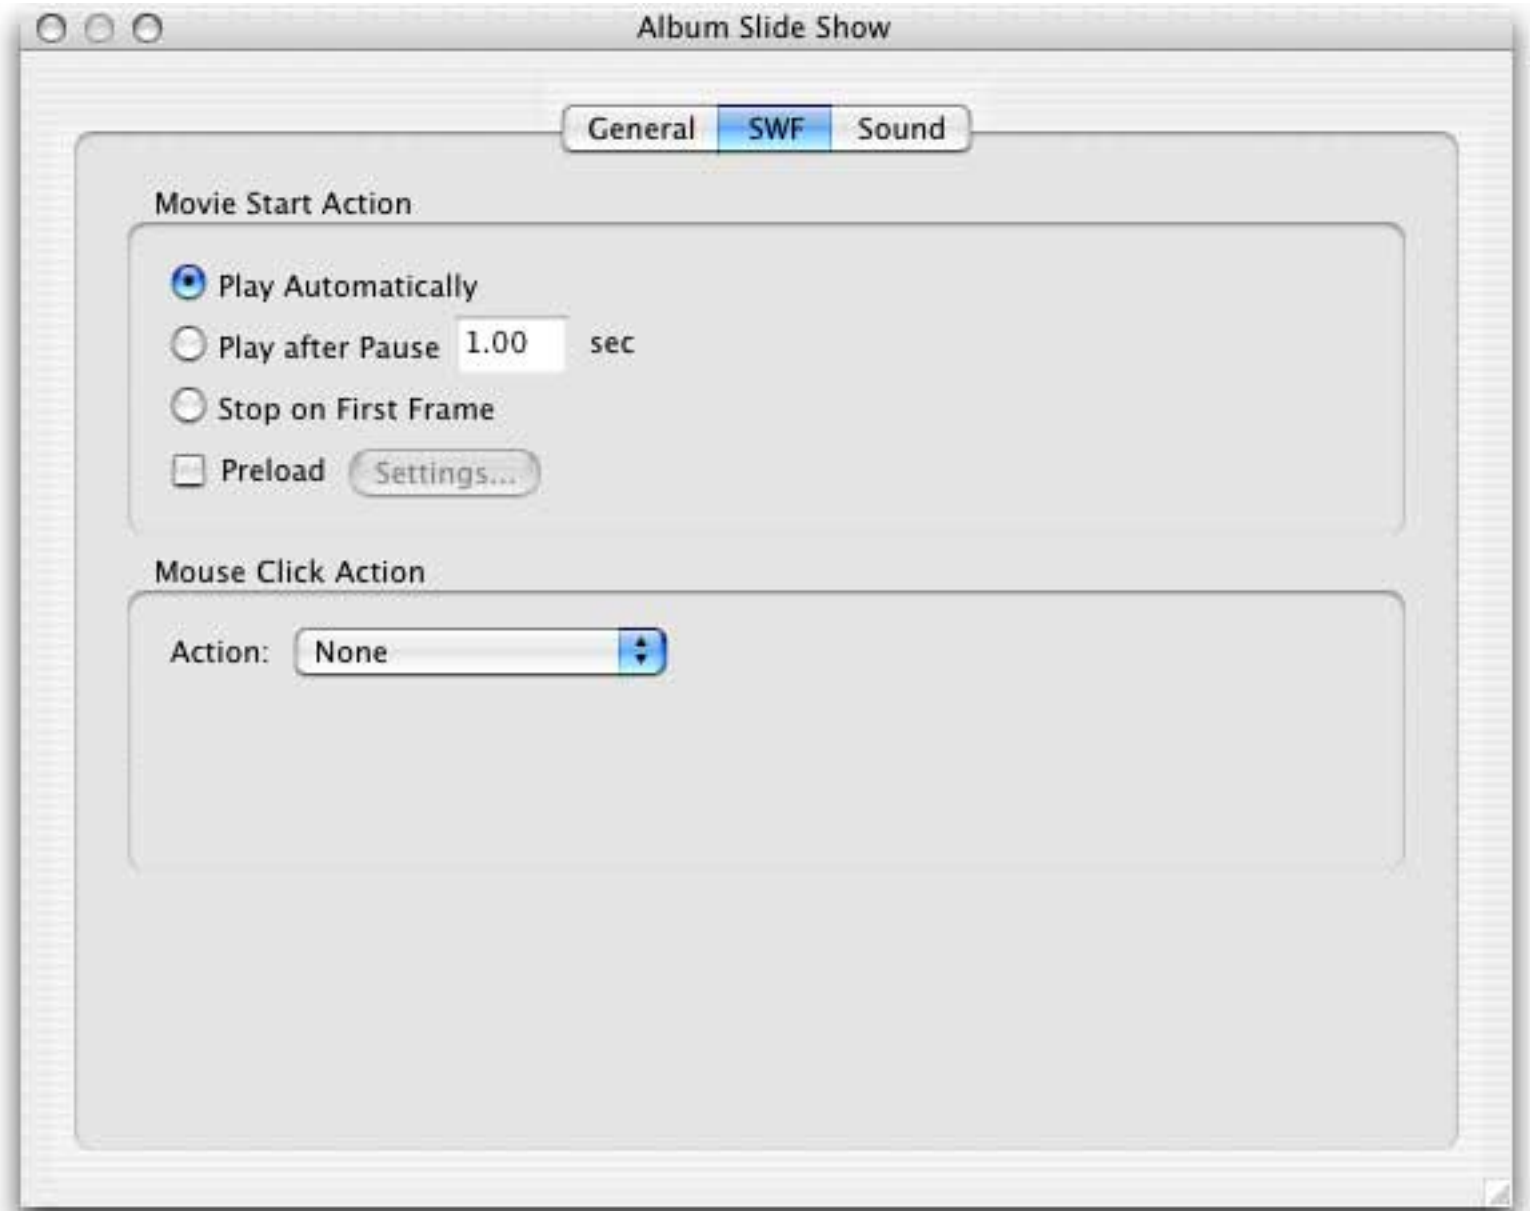 Album Slide Show
General SWF Sound
Movie Start Action
Play Automatically
Play after Pause 1.00 sec
Stop on First Frame
Preload Settings...
Mouse Click Action
Action: None